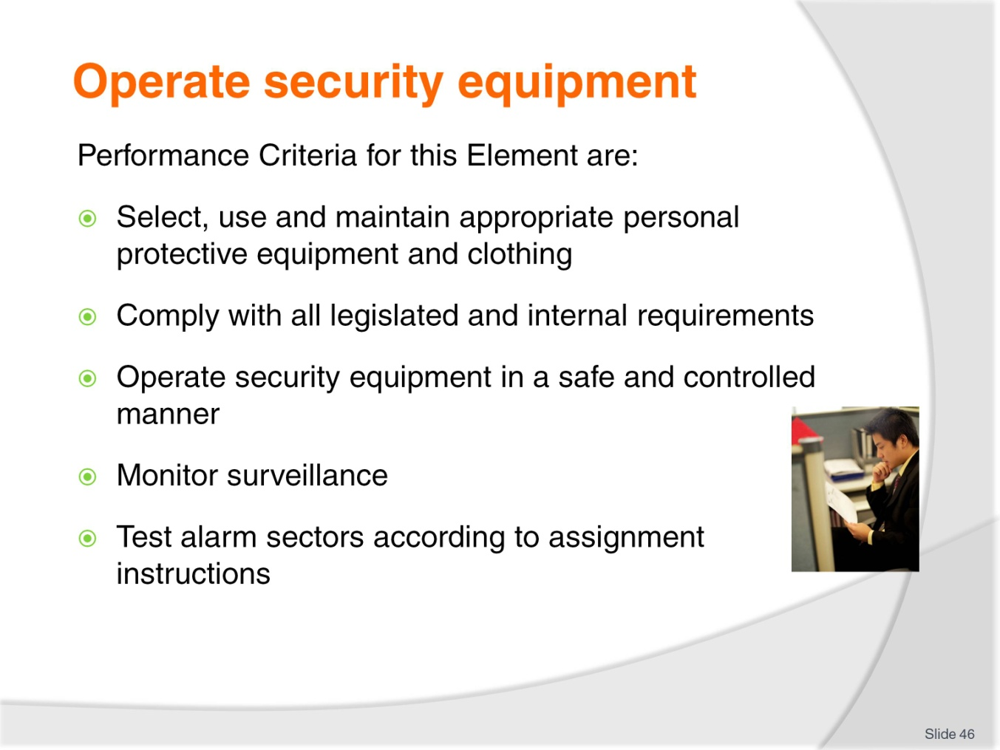 Operate security equipment
Performance Criteria for this Element are:
Select, use and maintain appropriate personal
protective equipment and clothing
Comply with all legislated and internal requirements
Operate security equipment in a safe and controlled
manner
Monitor surveillance
Test alarm sectors according to assignment
instructions
Slide 46